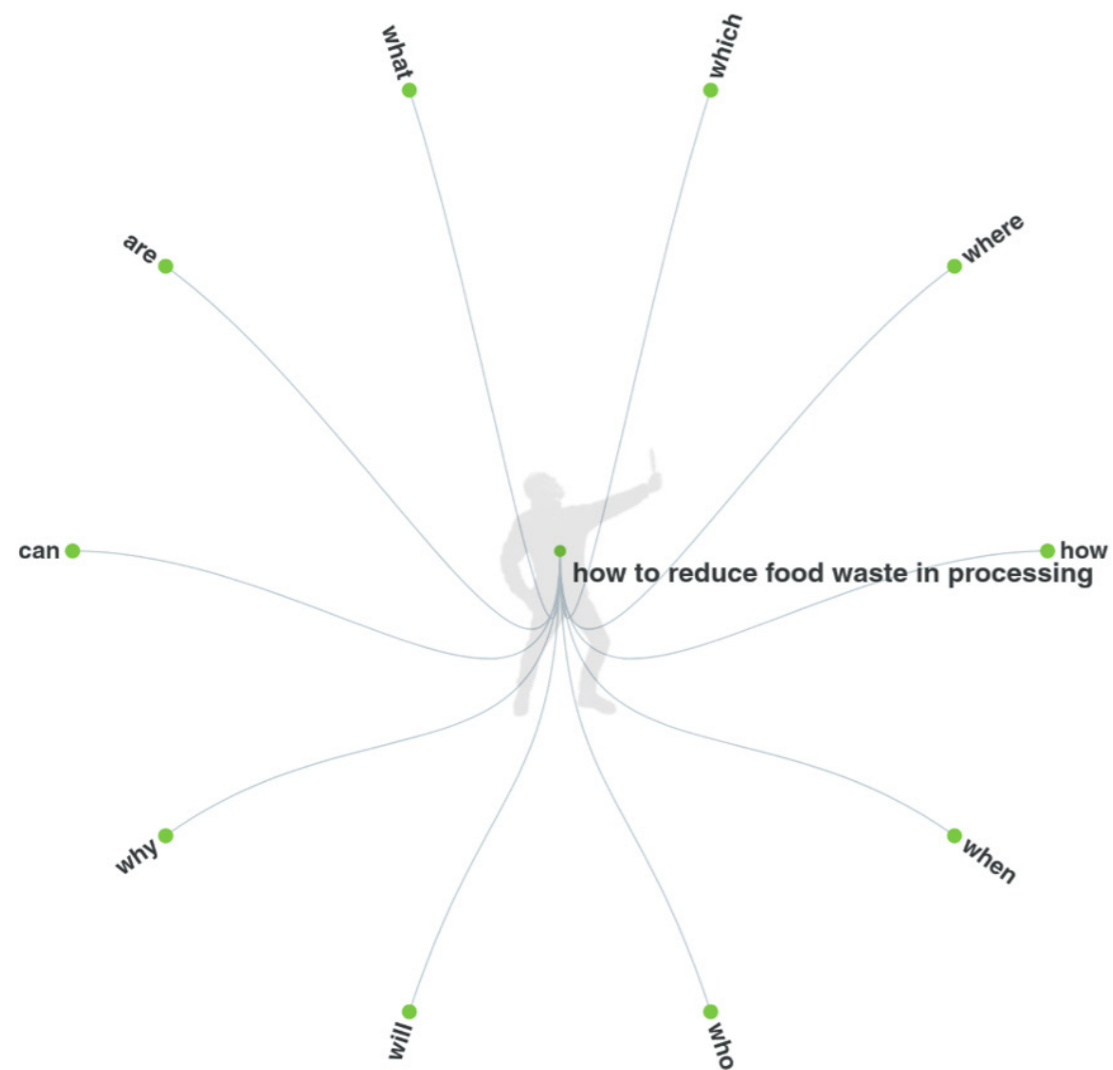 what
which
are
where
can
how
how to reduce food waste in processing
why
when
will
who